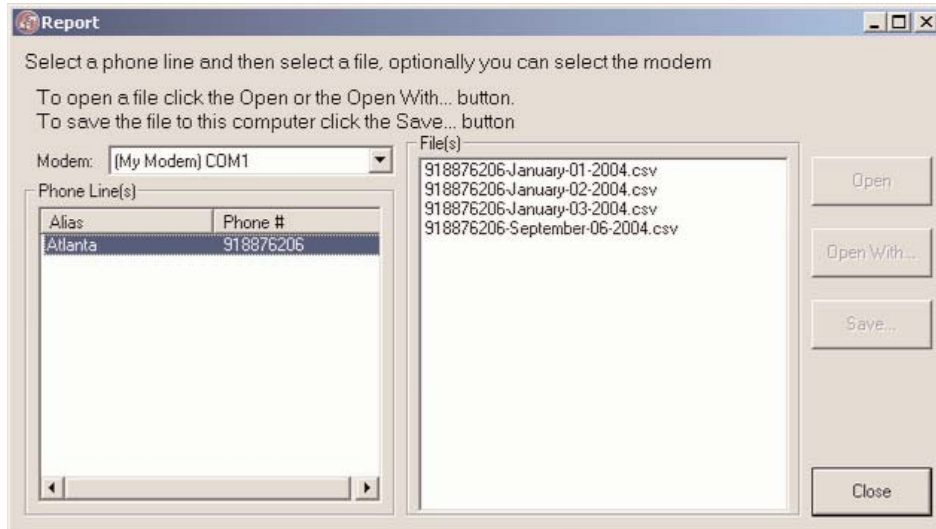 Report
Select a phone line and then select a file, optionally you can select the modem
To open a file click the Open or the Open With... button.
To save the file to this computer click the Save... button
Modem: (My Modem) COM1
Phone Line(s)
Alias Phone #
Atlanta 918876206
File(s)
918876206-January-01-2004.csv
918876206-January-02-2004.csv
918876206-January-03-2004.csv
918876206-September-06-2004.csv
Open
Open With...
Save...
Close